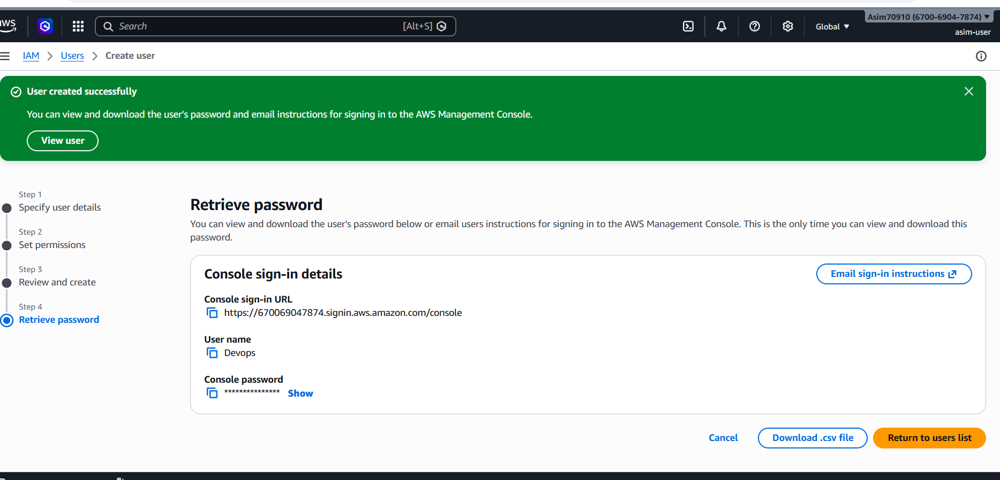 aws
Search
[Alt+S]
Global
Asim70910 (6700-6904-7874)
asim-user
IAM
Users
Create user
User created successfully
You can view and download the user's password and email instructions for signing in to the AWS Management Console.
View user
Step 1
Specify user details
Step 2
Set permissions
Step 3
Review and create
Step 4
Retrieve password
Retrieve password
You can view and download the user's password below or email users instructions for signing in to the AWS Management Console. This is the only time you can view and download this
password.
Console sign-in details
Email sign-in instructions
Console sign-in URL
https://670069047874.signin.aws.amazon.com/console
User name
Devops
Console password
*************** Show
Cancel
Download .csv file
Return to users list